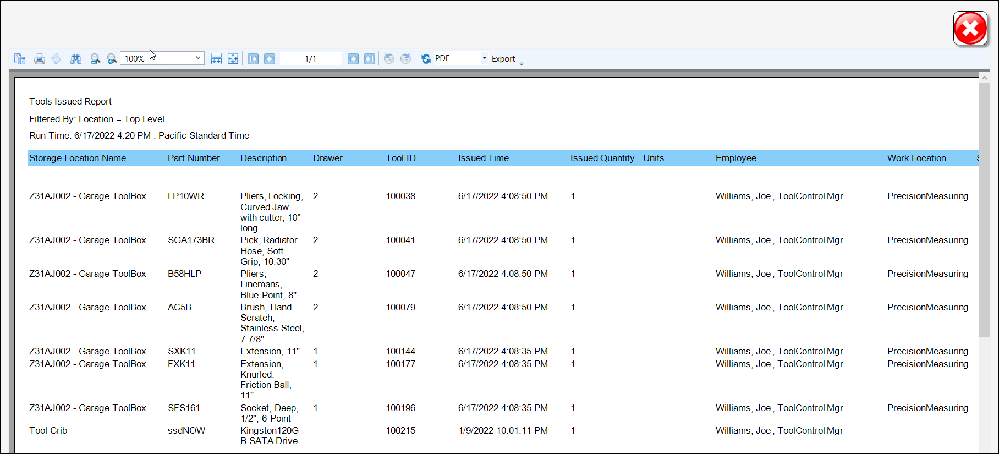 100% 1/1 PDF Export
Tools Issued Report
Filtered By: Location = Top Level
Run Time: 6/17/2022 4:20 PM : Pacific Standard Time
Storage Location Name Part Number Description Drawer Tool ID Issued Time Issued Quantity Units Employee Work Location
Z31AJ002 - Garage ToolBox LP10WR Pliers, Locking, 2 100038 6/17/2022 4:08:50 PM 1 Williams, Joe , ToolControl Mgr PrecisionMeasuring
Curved Jaw
with cutter, 10"
long
Z31AJ002 - Garage ToolBox SGA173BR Pick, Radiator 2 100041 6/17/2022 4:08:50 PM 1 Williams, Joe , ToolControl Mgr PrecisionMeasuring
Hose, Soft
Grip, 10.30"
Z31AJ002 - Garage ToolBox B58HLP Pliers, 2 100047 6/17/2022 4:08:50 PM 1 Williams, Joe , ToolControl Mgr PrecisionMeasuring
Linemans,
Blue-Point, 8"
Z31AJ002 - Garage ToolBox AC5B Brush, Hand 2 100079 6/17/2022 4:08:50 PM 1 Williams, Joe , ToolControl Mgr PrecisionMeasuring
Scratch,
Stainless Steel,
7 7/8"
Z31AJ002 - Garage ToolBox SXK11 Extension, 11" 1 100144 6/17/2022 4:08:35 PM 1 Williams, Joe , ToolControl Mgr PrecisionMeasuring
Z31AJ002 - Garage ToolBox FXK11 Extension, 1 100177 6/17/2022 4:08:35 PM 1 Williams, Joe , ToolControl Mgr PrecisionMeasuring
Knurled,
Friction Ball,
11"
Z31AJ002 - Garage ToolBox SFS161 Socket, Deep, 1 100196 6/17/2022 4:08:35 PM 1 Williams, Joe , ToolControl Mgr PrecisionMeasuring
1/2", 6-Point
Tool Crib ssdNOW Kingston120G 100215 1/9/2022 10:01:11 PM 1 Williams, Joe , ToolControl Mgr
B SATA Drive